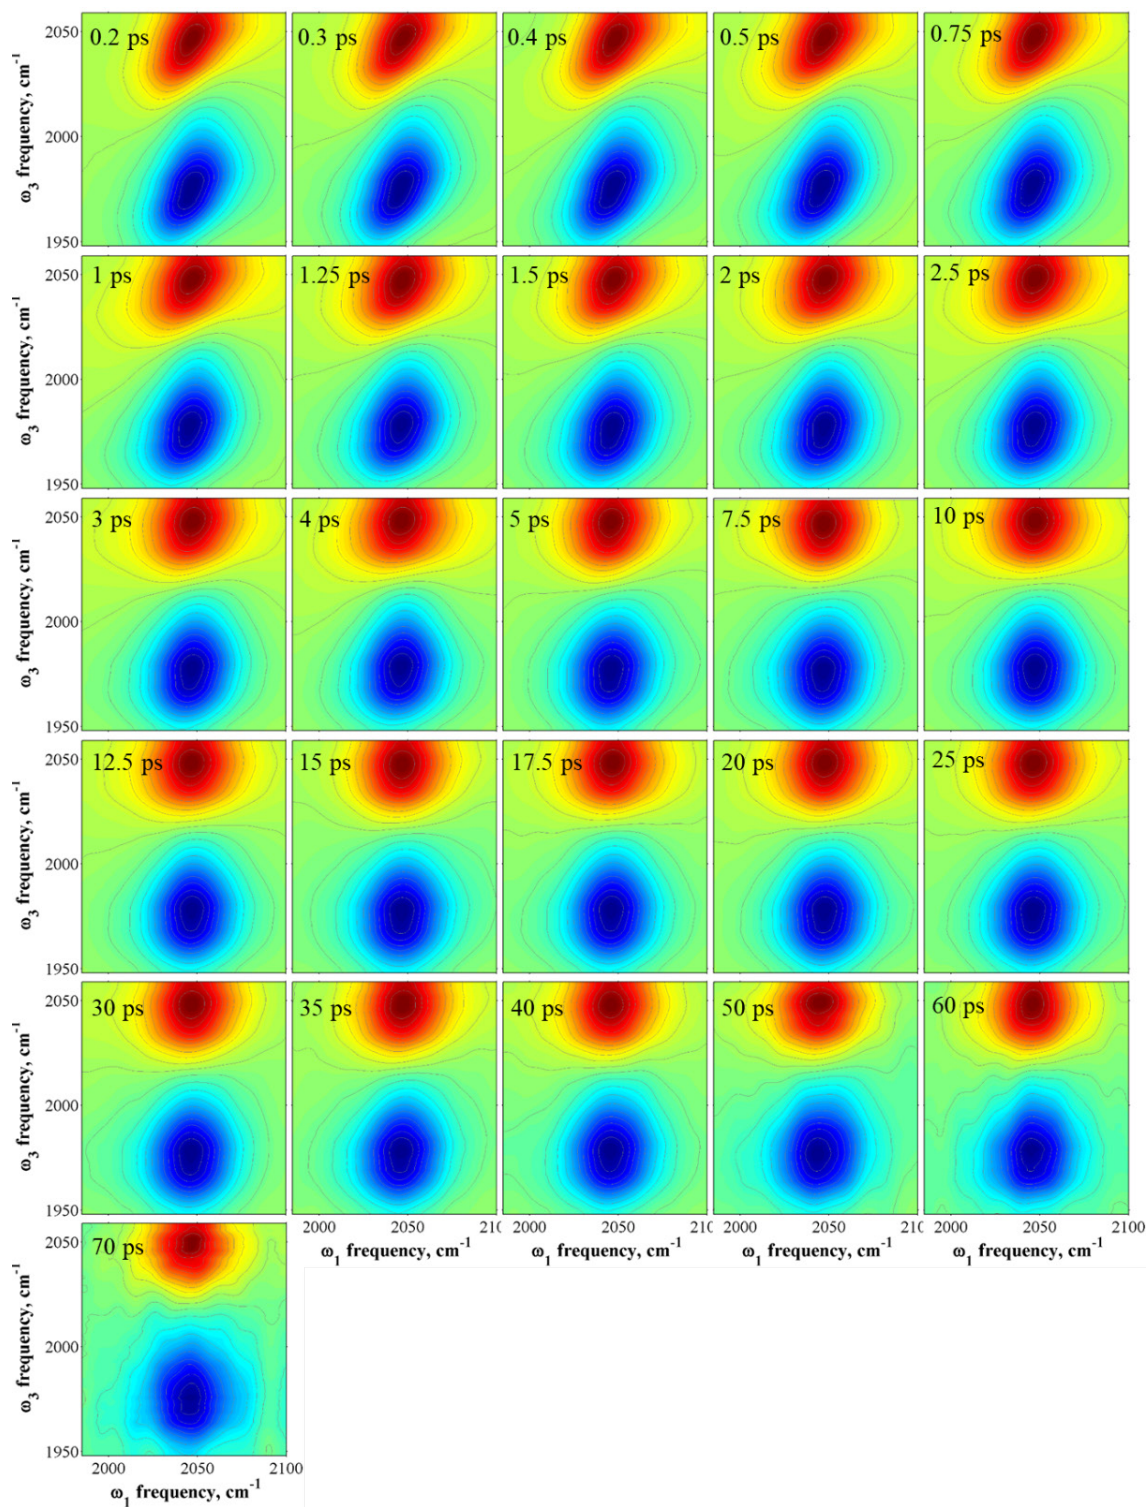 0.2 ps 0.3 ps 0.4 ps 0.5 ps 0.75 ps
2050
2000
1950
ω3 frequency, cm-1
1 ps 1.25 ps 1.5 ps 2 ps 2.5 ps
2050
2000
1950
ω3 frequency, cm-1
3 ps 4 ps 5 ps 7.5 ps 10 ps
2050
2000
1950
ω3 frequency, cm-1
12.5 ps 15 ps 17.5 ps 20 ps 25 ps
2050
2000
1950
ω3 frequency, cm-1
30 ps 35 ps 40 ps 50 ps 60 ps
2050
2000
1950
ω3 frequency, cm-1
2000 2050 210 2000 2050 210 2000 2050 210 2000 2050 2100
ω1 frequency, cm-1 ω1 frequency, cm-1 ω1 frequency, cm-1 ω1 frequency, cm-1
70 ps
2050
2000
1950
ω3 frequency, cm-1
2000 2050 2100
ω1 frequency, cm-1